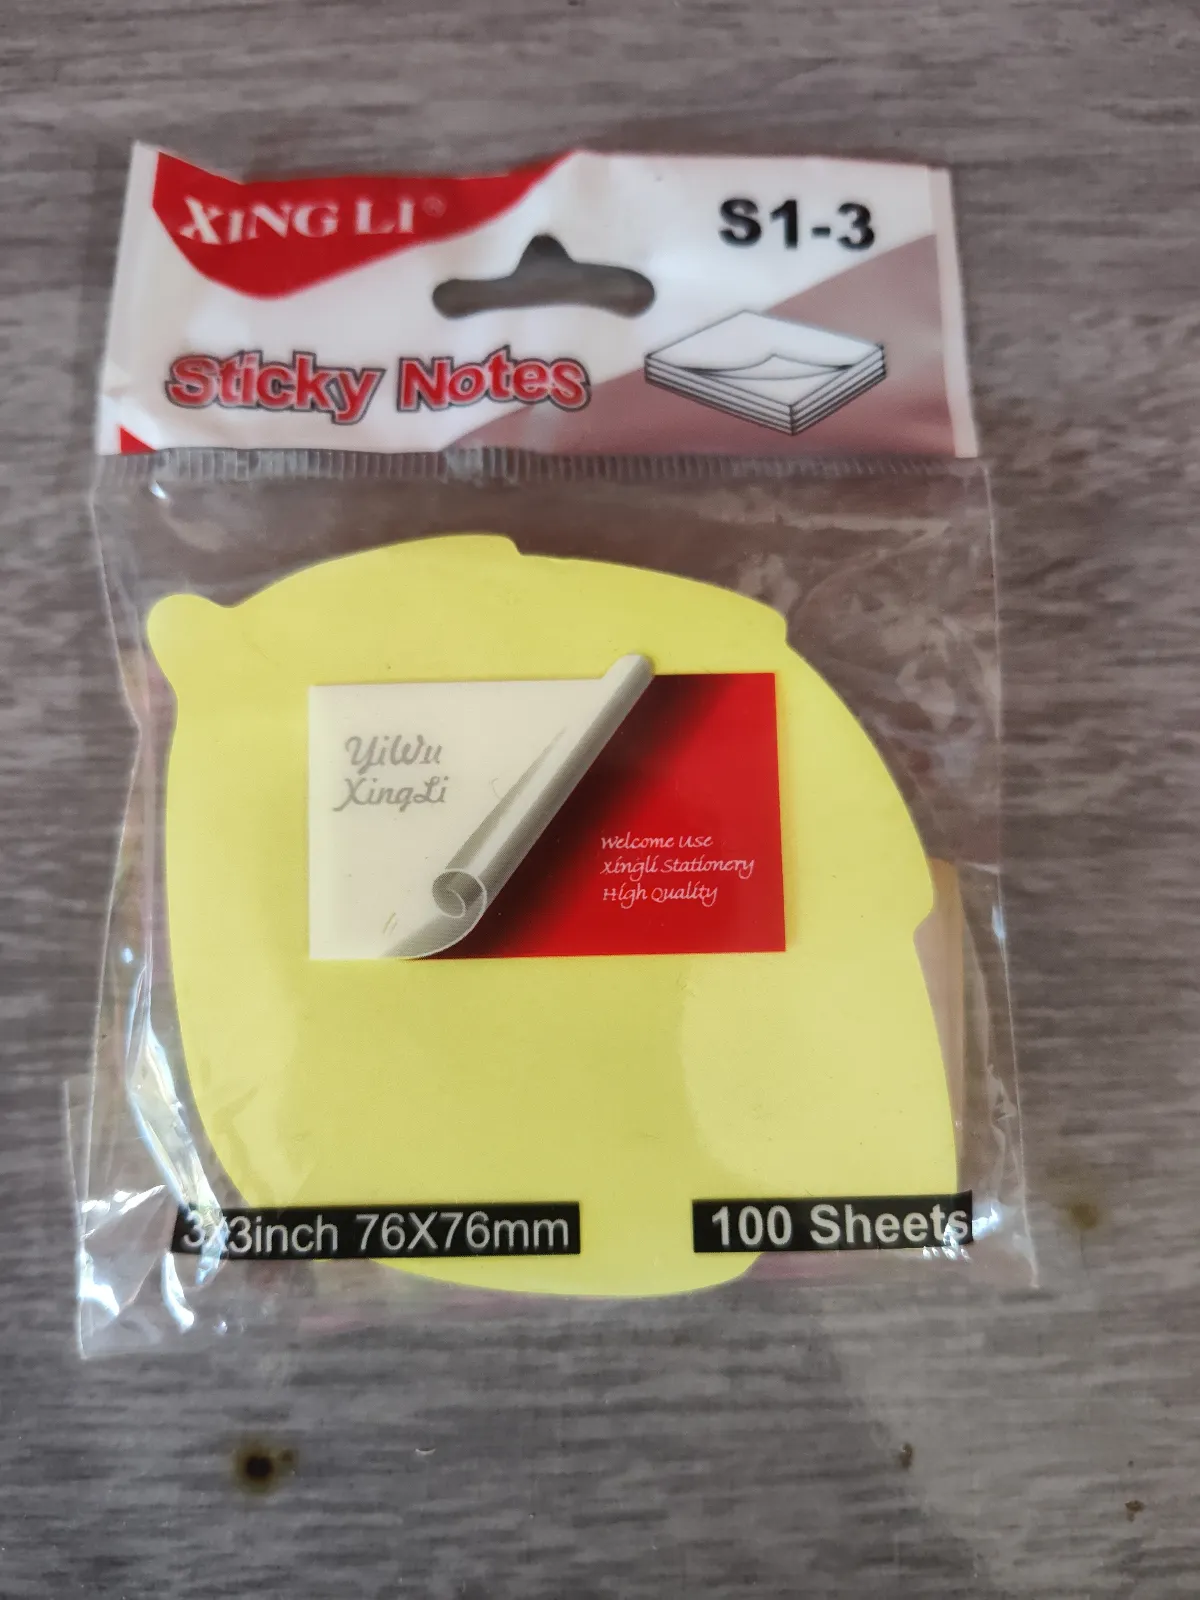 XING LI®
S1-3
Sticky Notes
YiWu
XingLi
Welcome Use
Xingli Stationery
High Quality
3x3inch 76X76mm
100 Sheets